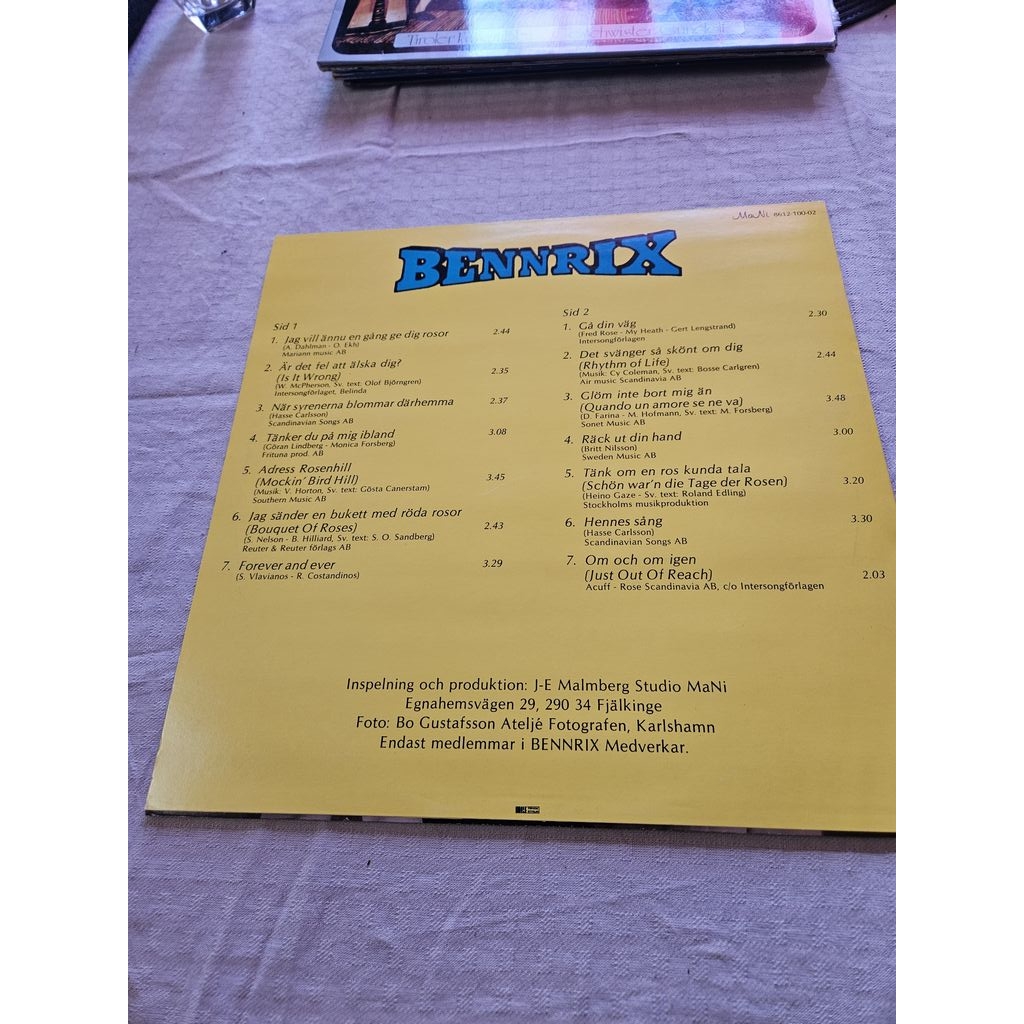 MaNi 8612-100-02
BENNRIX
Sid 1
1. Jag vill ännu en gång ge dig rosor 2.44
(A. Dahlman - O. Ekh)
Mariann music AB
2. Är det fel att älska dig?
(Is It Wrong) 2.35
(W. McPherson, Sv. text: Olof Björngren)
Intersongförlaget, Belinda
3. När syrenerna blommar därhemma 2.37
(Hasse Carlsson)
Scandinavian Songs AB
4. Tänker du på mig ibland 3.08
(Göran Lindberg - Monica Forsberg)
Frituna prod. AB
5. Adress Rosenhill
(Mockin' Bird Hill) 3.45
(Musik: V. Horton, Sv. text: Gösta Canerstam)
Southern Music AB
6. Jag sänder en bukett med röda rosor
(Bouquet Of Roses) 2.43
(S. Nelson - B. Hilliard, Sv. text: S. O. Sandberg)
Reuter & Reuter förlags AB
7. Forever and ever 3.29
(S. Vlavianos - R. Costandinos)
Sid 2
1. Gå din väg 2.30
(Fred Rose - My Heath - Gert Lengstrand)
Intersongförlagen
2. Det svänger så skönt om dig 2.44
(Rhythm of Life)
(Musik: Cy Coleman, Sv. text: Bosse Carlgren)
Air music Scandinavia AB
3. Glöm inte bort mig än 3.48
(Quando un amore se ne va)
(D. Farina - M. Hofmann, Sv. text: M. Forsberg)
Sonet Music AB
4. Räck ut din hand 3.00
(Britt Nilsson)
Sweden Music AB
5. Tänk om en ros kunda tala
(Schön war'n die Tage der Rosen) 3.20
(Heino Gaze - Sv. text: Roland Edling)
Stockholms musikproduktion
6. Hennes sång 3.30
(Hasse Carlsson)
Scandinavian Songs AB
7. Om och om igen
(Just Out Of Reach) 2.03
Acuff - Rose Scandinavia AB, c/o Intersongförlagen
Inspelning och produktion: J-E Malmberg Studio MaNi
Egnahemsvägen 29, 290 34 Fjälkinge
Foto: Bo Gustafsson Ateljé Fotografen, Karlshamn
Endast medlemmar i BENNRIX Medverkar.